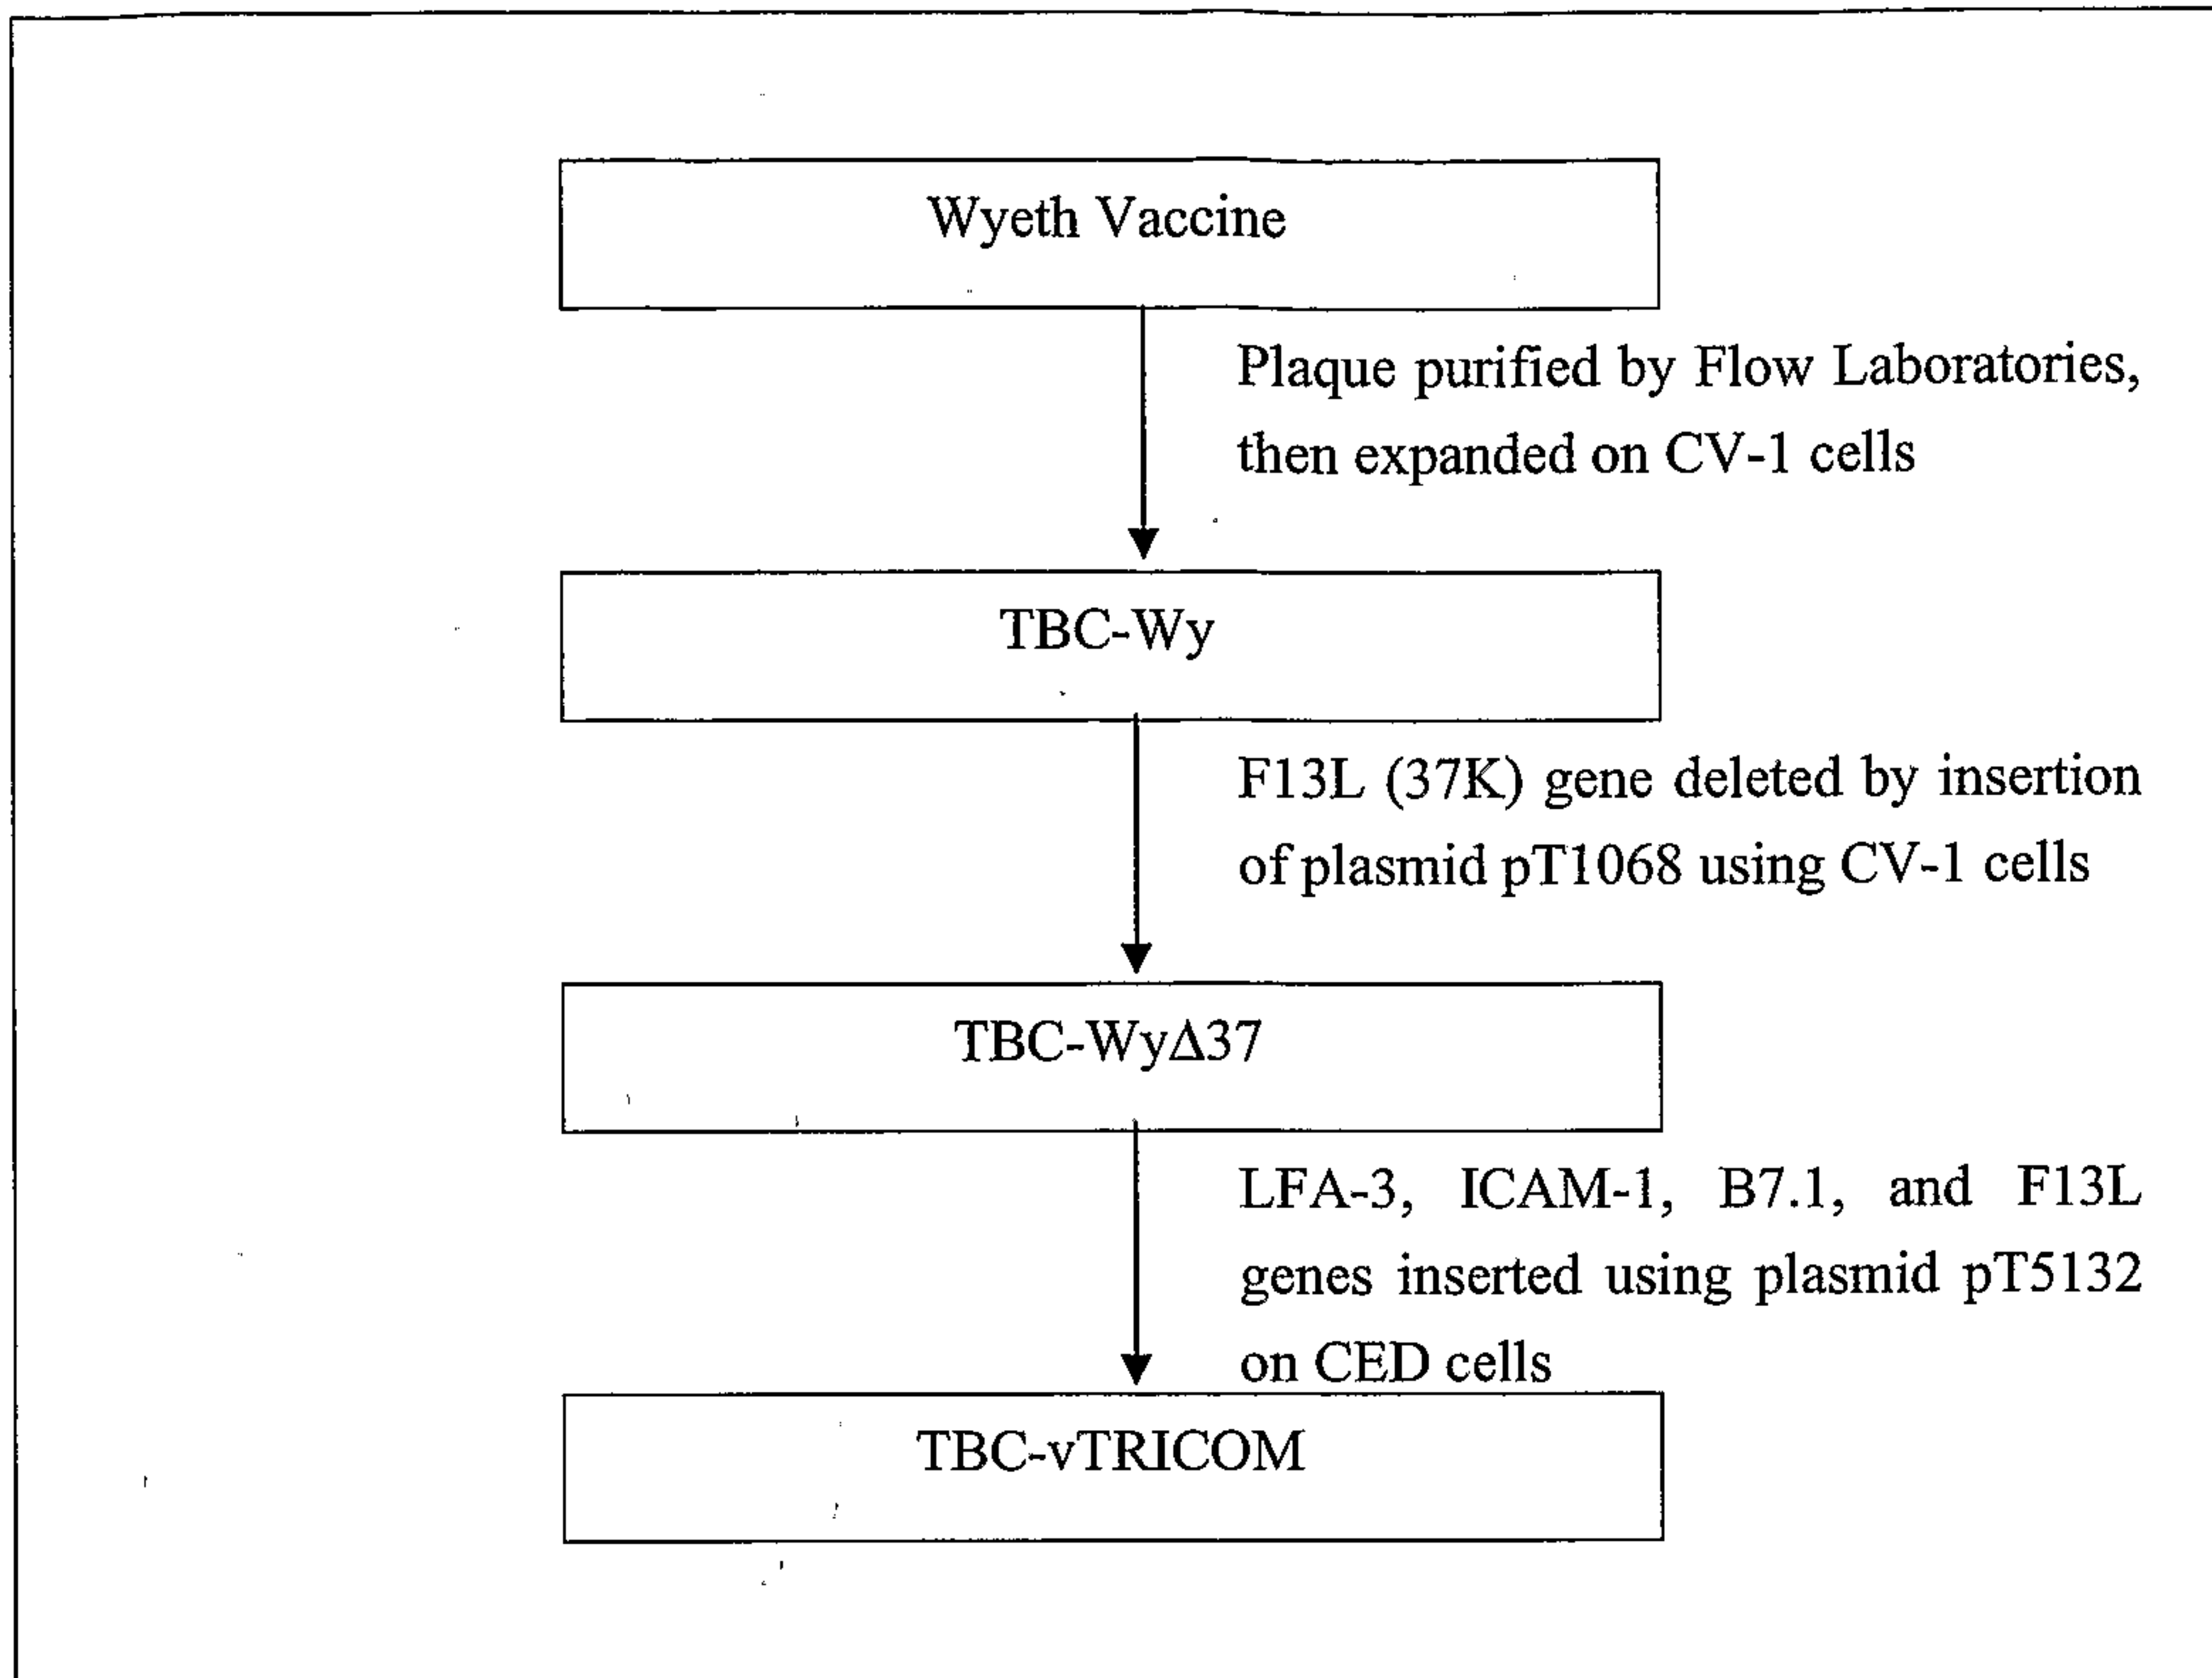 Wyeth Vaccine
Plaque purified by Flow Laboratories,
then expanded on CV-1 cells
TBC-Wy
F13L (37K) gene deleted by insertion
of plasmid pT1068 using CV-1 cells
TBC-WyΔ37
LFA-3, ICAM-1, B7.1, and F13L
genes inserted using plasmid pT5132
on CED cells
TBC-vTRICOM